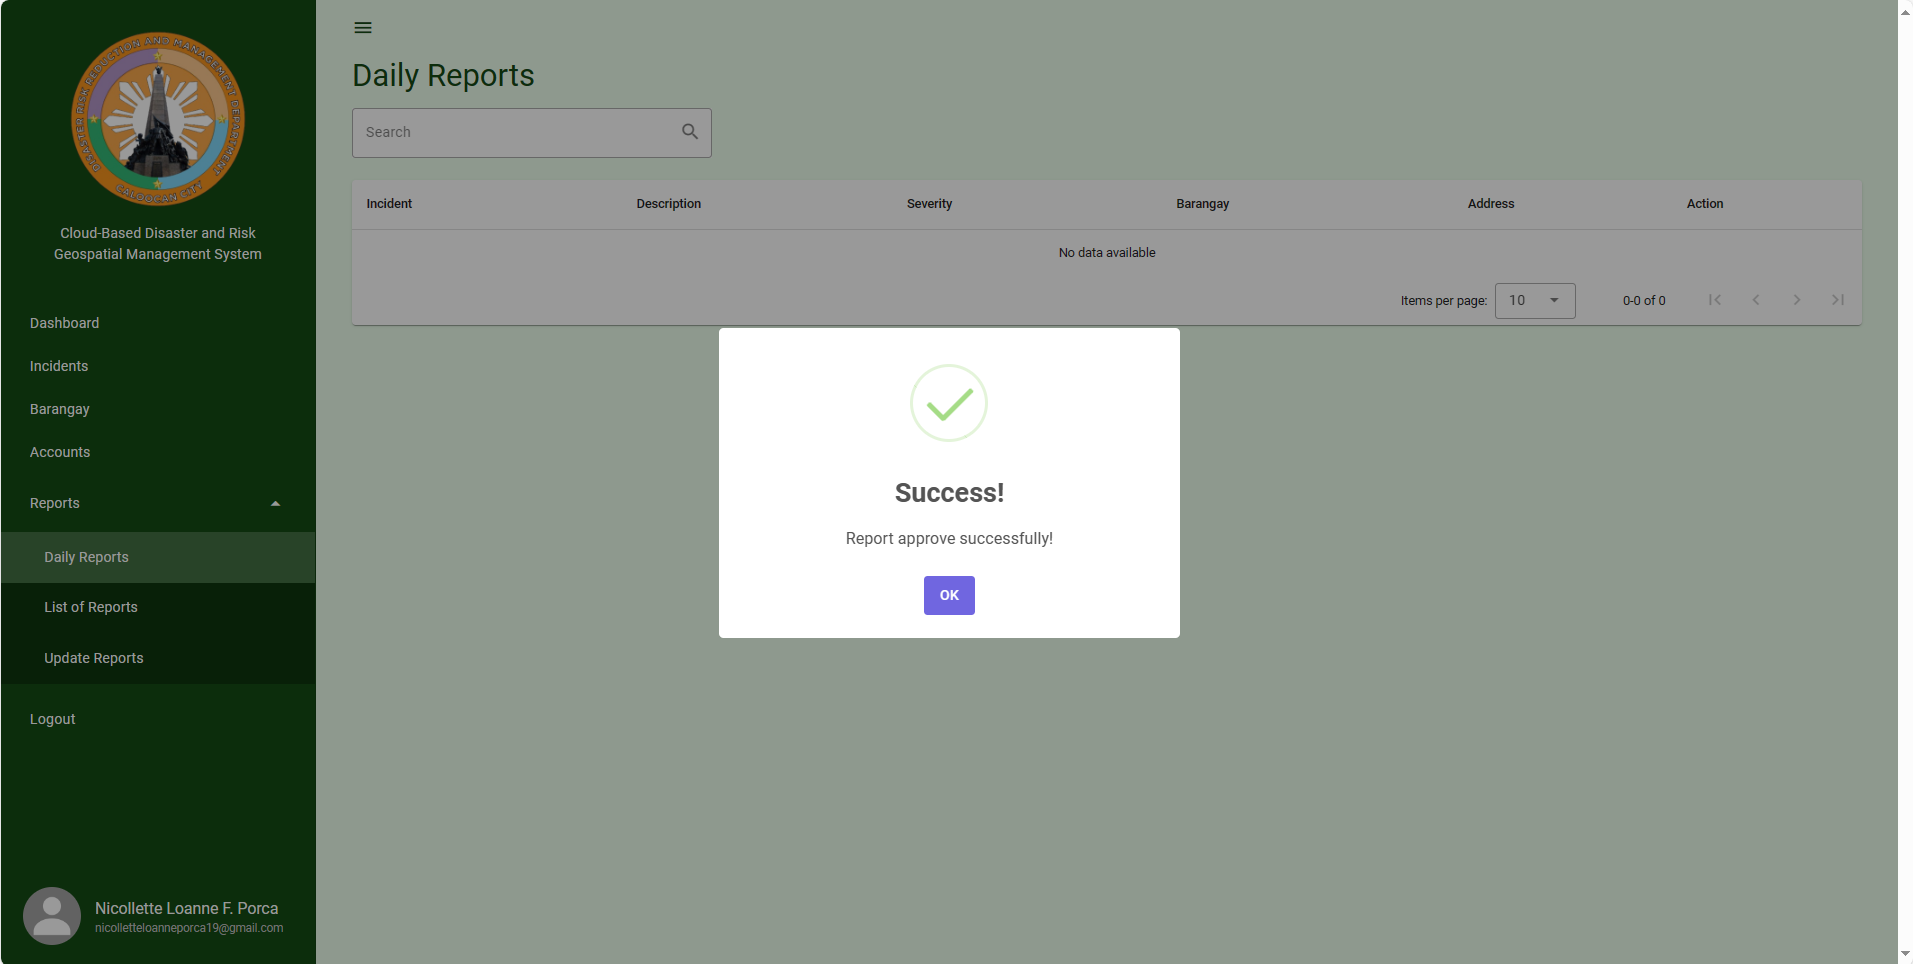 DISASTER RISK REDUCTION AND MANAGEMENT DEPARTMENT
CALOOCAN CITY
Cloud-Based Disaster and Risk
Geospatial Management System
Dashboard
Incidents
Barangay
Accounts
Reports
Daily Reports
List of Reports
Update Reports
Logout
Nicollette Loanne F. Porca
nicolletteloanneporca19@gmail.com
Daily Reports
Search
Incident Description Severity Barangay Address Action
No data available
Items per page: 10 0-0 of 0
Success!
Report approve successfully!
OK